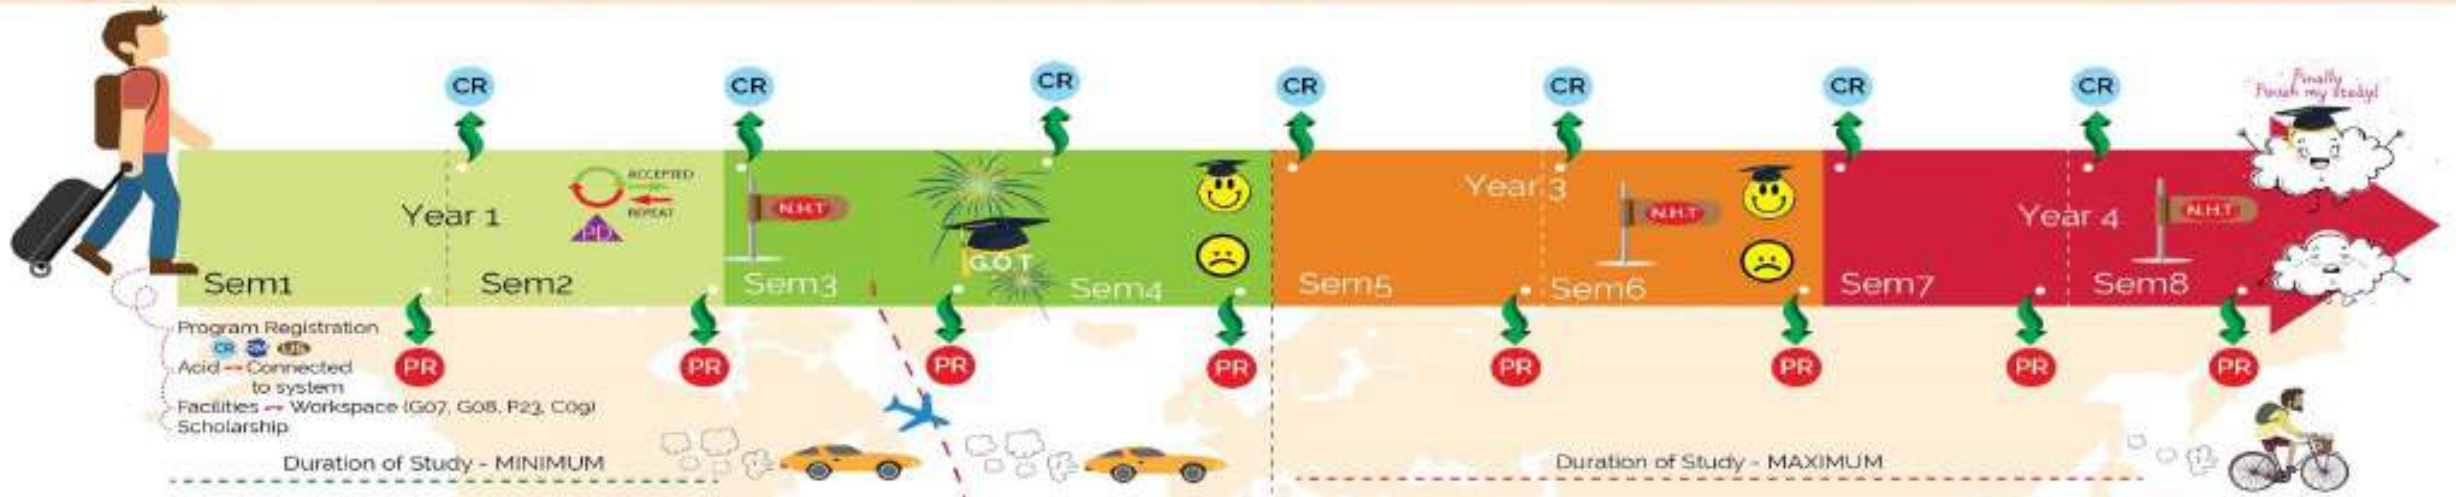 CR CR CR CR CR CR CR
Finally
Finish my study!
ACCEPTED
REPEAT
PD
Year 1
N.H.T
G.O.T
Year 3
N.H.T
Year 4
N.H.T
Sem1 Sem2 Sem3 Sem4 Sem5 Sem6 Sem7 Sem8
PR PR PR PR PR PR PR PR
Program Registration
CR
Acid Connected
to system
Facilities Workspace (G07, G08, P23, C09)
Scholarship
Duration of Study - MINIMUM
Duration of Study - MAXIMUM